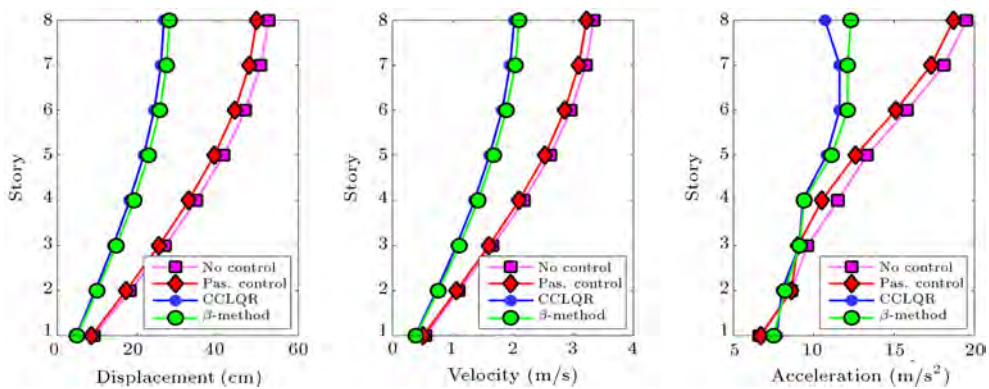 Story
8
7
6
5
4
3
2
1
0
20
40
60
Displacement (cm)
No control
Pas. control
CCLQR
β-method
Story
8
7
6
5
4
3
2
1
0
1
2
3
4
Velocity (m/s)
No control
Pas. control
CCLQR
β-method
Story
8
7
6
5
4
3
2
1
5
10
15
20
Acceleration (m/s²)
No control
Pas. control
CCLQR
β-method